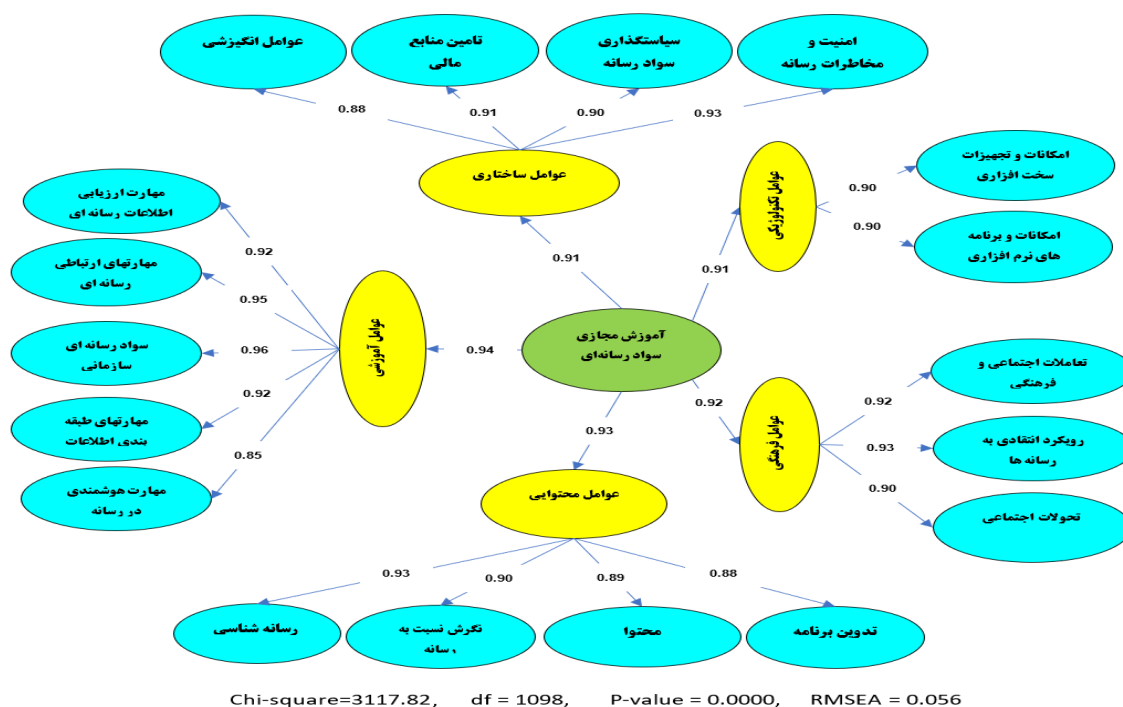 عوامل انگیزشی
تامین منابع
مالی
سیاستگذاری
سواد رسانه
امنیت و
مخاطرات رسانه
0.88
0.91
0.90
0.93
عوامل ساختاری
0.91
عوامل تکنولوژیکی
0.91
امکانات و تجهیزات
سخت افزاری
0.90
امکانات و برنامه
های نرم افزاری
0.90
مهارت ارزیابی
اطلاعات رسانه ای
0.92
مهارتهای ارتباطی
رسانه ای
0.95
سواد رسانه ای
سازمانی
0.96
مهارتهای طبقه
بندی اطلاعات
0.92
مهارت هوشمندی
در رسانه
0.85
عوامل آموزشی
0.94
آموزش مجازی
سواد رسانه‌ای
0.92
عوامل فرهنگی
تعاملات اجتماعی و
فرهنگی
0.92
رویکرد انتقادی به
رسانه ها
0.93
تحولات اجتماعی
0.90
0.93
عوامل محتوایی
0.93
0.90
0.89
0.88
رسانه شناسی
نگرش نسبت به
رسانه
محتوا
تدوین برنامه
Chi-square=3117.82, df = 1098, P-value = 0.0000, RMSEA = 0.056